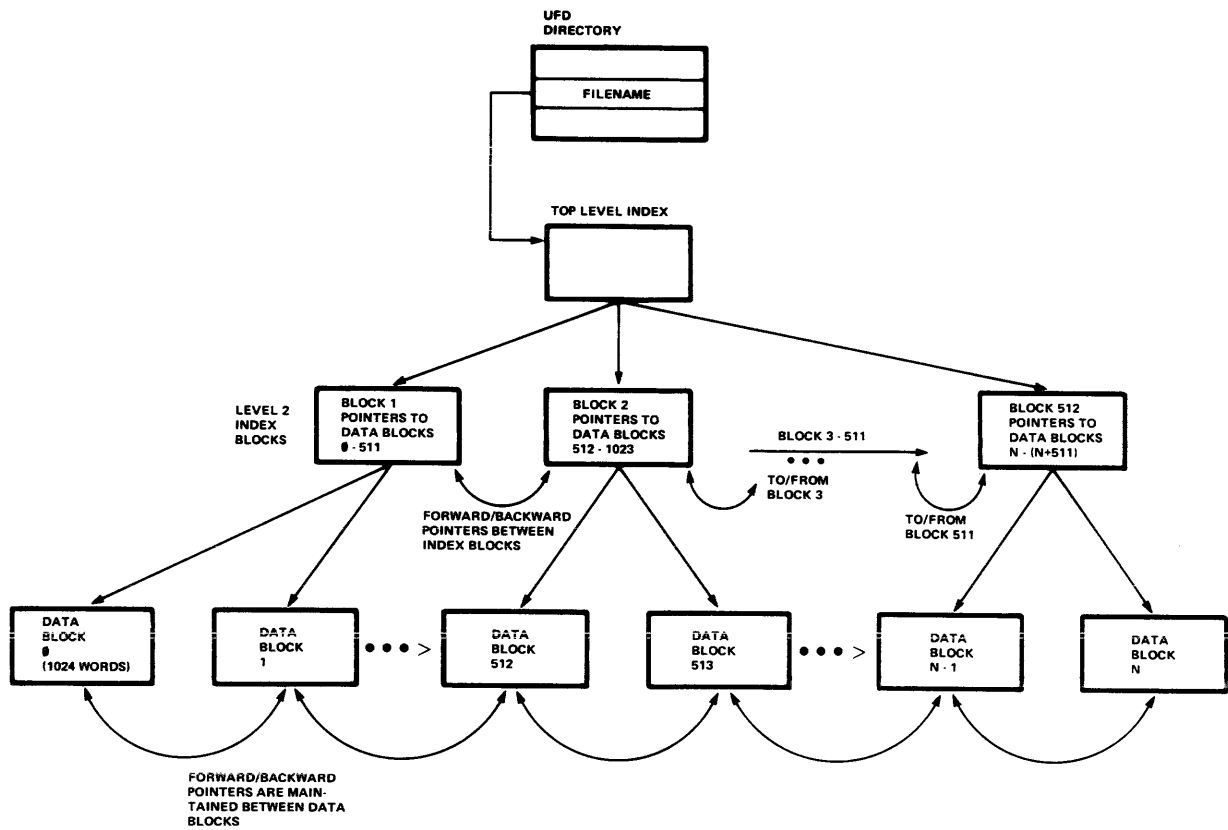 UFD
DIRECTORY
FILENAME
TOP LEVEL INDEX
LEVEL 2
INDEX
BLOCKS
BLOCK 1
POINTERS TO
DATA BLOCKS
0 - 511
BLOCK 2
POINTERS TO
DATA BLOCKS
512 - 1023
BLOCK 3 - 511
• • •
TO/FROM
BLOCK 3
BLOCK 512
POINTERS TO
DATA BLOCKS
N - (N+511)
FORWARD/BACKWARD
POINTERS BETWEEN
INDEX BLOCKS
TO/FROM
BLOCK 511
DATA
BLOCK
0
(1024 WORDS)
DATA
BLOCK
1
• • • >
DATA
BLOCK
512
DATA
BLOCK
513
• • • >
DATA
BLOCK
N - 1
DATA
BLOCK
N
FORWARD/BACKWARD
POINTERS ARE MAIN-
TAINED BETWEEN DATA
BLOCKS